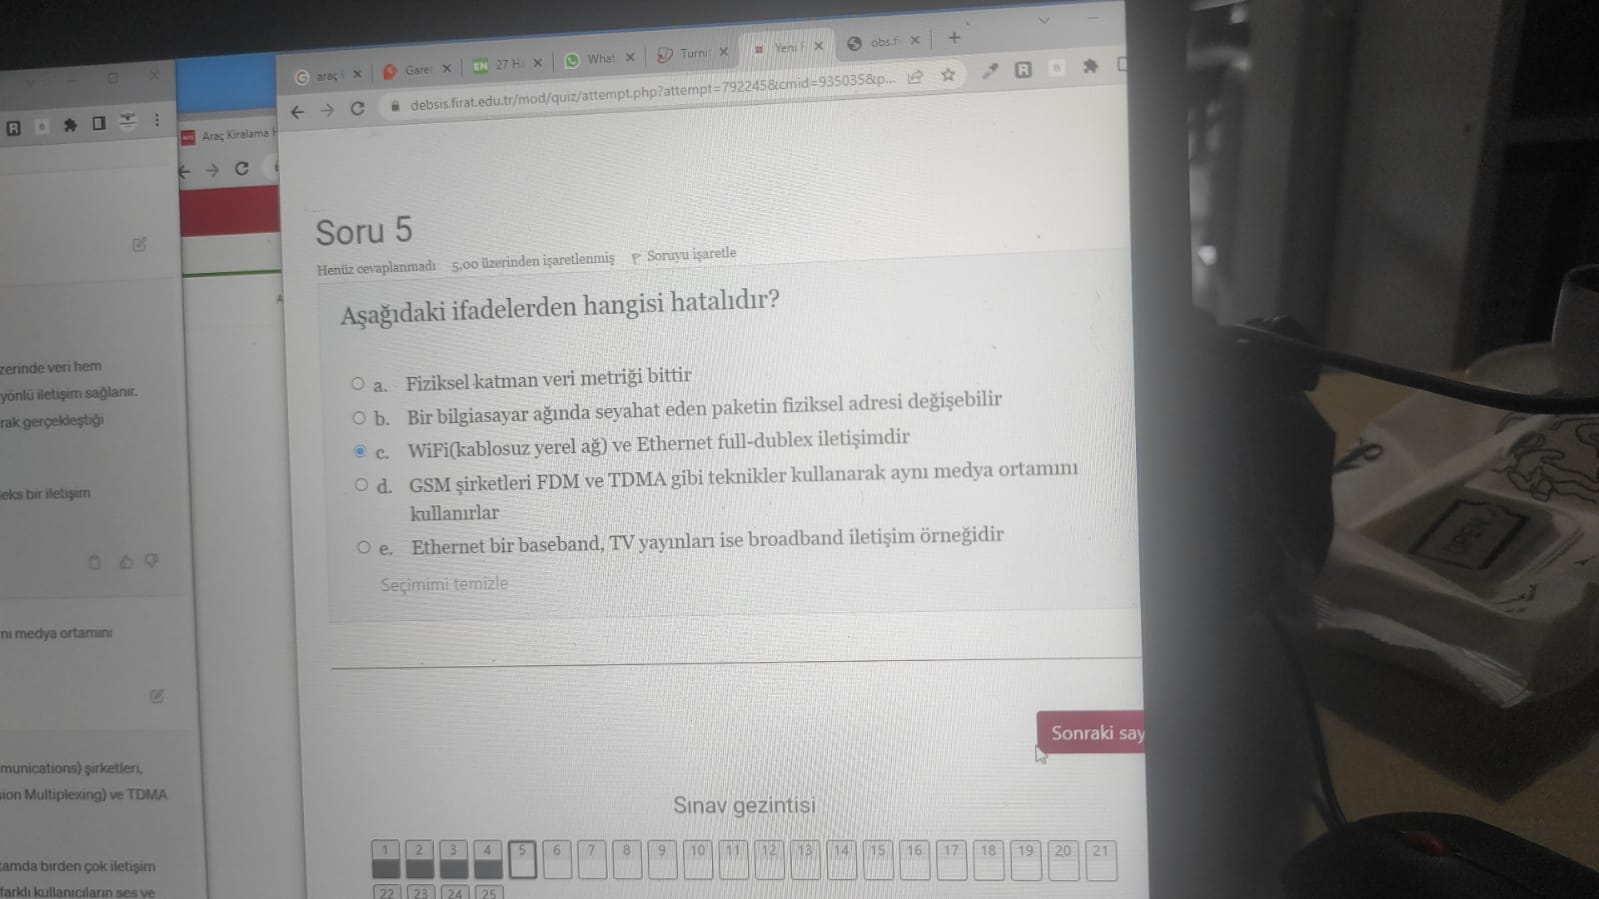 araç
Gare
EN 27 H
What
Turni
Yeni
obs.f
debsis.firat.edu.tr/mod/quiz/attempt.php?attempt=792245&cmid=935035&p...
Araç Kiralama
zerinde veri hem
yönlü iletişim sağlanır.
rak gerçekleştiği
leks bir iletişim
nı medya ortamını
munications) şirketleri,
sion Multiplexing) ve TDMA
tamda birden çok iletişim
farklı kullanıcıların ses ve
Soru 5
Henüz cevaplanmadı 5,00 üzerinden işaretlenmiş Soruyu işaretle
Aşağıdaki ifadelerden hangisi hatalıdır?
a. Fiziksel katman veri metriği bittir
b. Bir bilgiasayar ağında seyahat eden paketin fiziksel adresi değişebilir
c. WiFi(kablosuz yerel ağ) ve Ethernet full-dublex iletişimdir
d. GSM şirketleri FDM ve TDMA gibi teknikler kullanarak aynı medya ortamını
kullanırlar
e. Ethernet bir baseband, TV yayınları ise broadband iletişim örneğidir
Seçimimi temizle
Sonraki say
Sınav gezintisi
1 2 3 4 5 6 7 8 9 10 11 12 13 14 15 16 17 18 19 20 21
22 23 24 25
OPEN